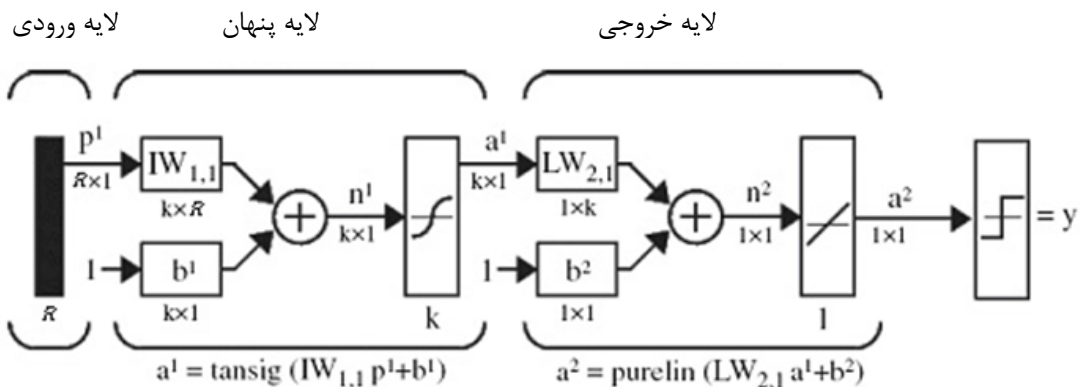 لایه ورودی
لایه پنهان
لایه خروجی
p¹
R×1
IW₁,₁
k×R
1
b¹
k×1
n¹
k×1
k
R
a¹
k×1
LW₂,₁
1×k
1
b²
1×1
n²
1×1
1
a²
1×1
= y
a¹ = tansig (IW₁,₁ p¹+b¹)
a² = purelin (LW₂,₁ a¹+b²)